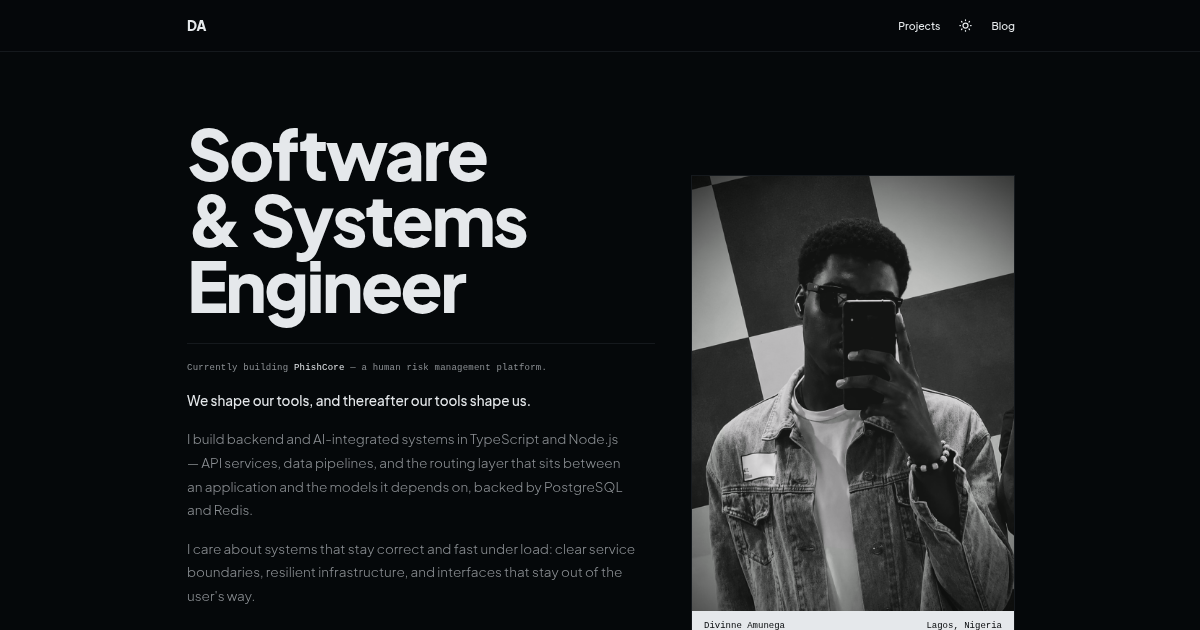 DA
Projects
Blog
Software
& Systems
Engineer
Currently building PhishCore — a human risk management platform.
We shape our tools, and thereafter our tools shape us.
I build backend and AI-integrated systems in TypeScript and Node.js
— API services, data pipelines, and the routing layer that sits between
an application and the models it depends on, backed by PostgreSQL
and Redis.
I care about systems that stay correct and fast under load: clear service
boundaries, resilient infrastructure, and interfaces that stay out of the
user's way.
Divinne Amunega
Lagos, Nigeria